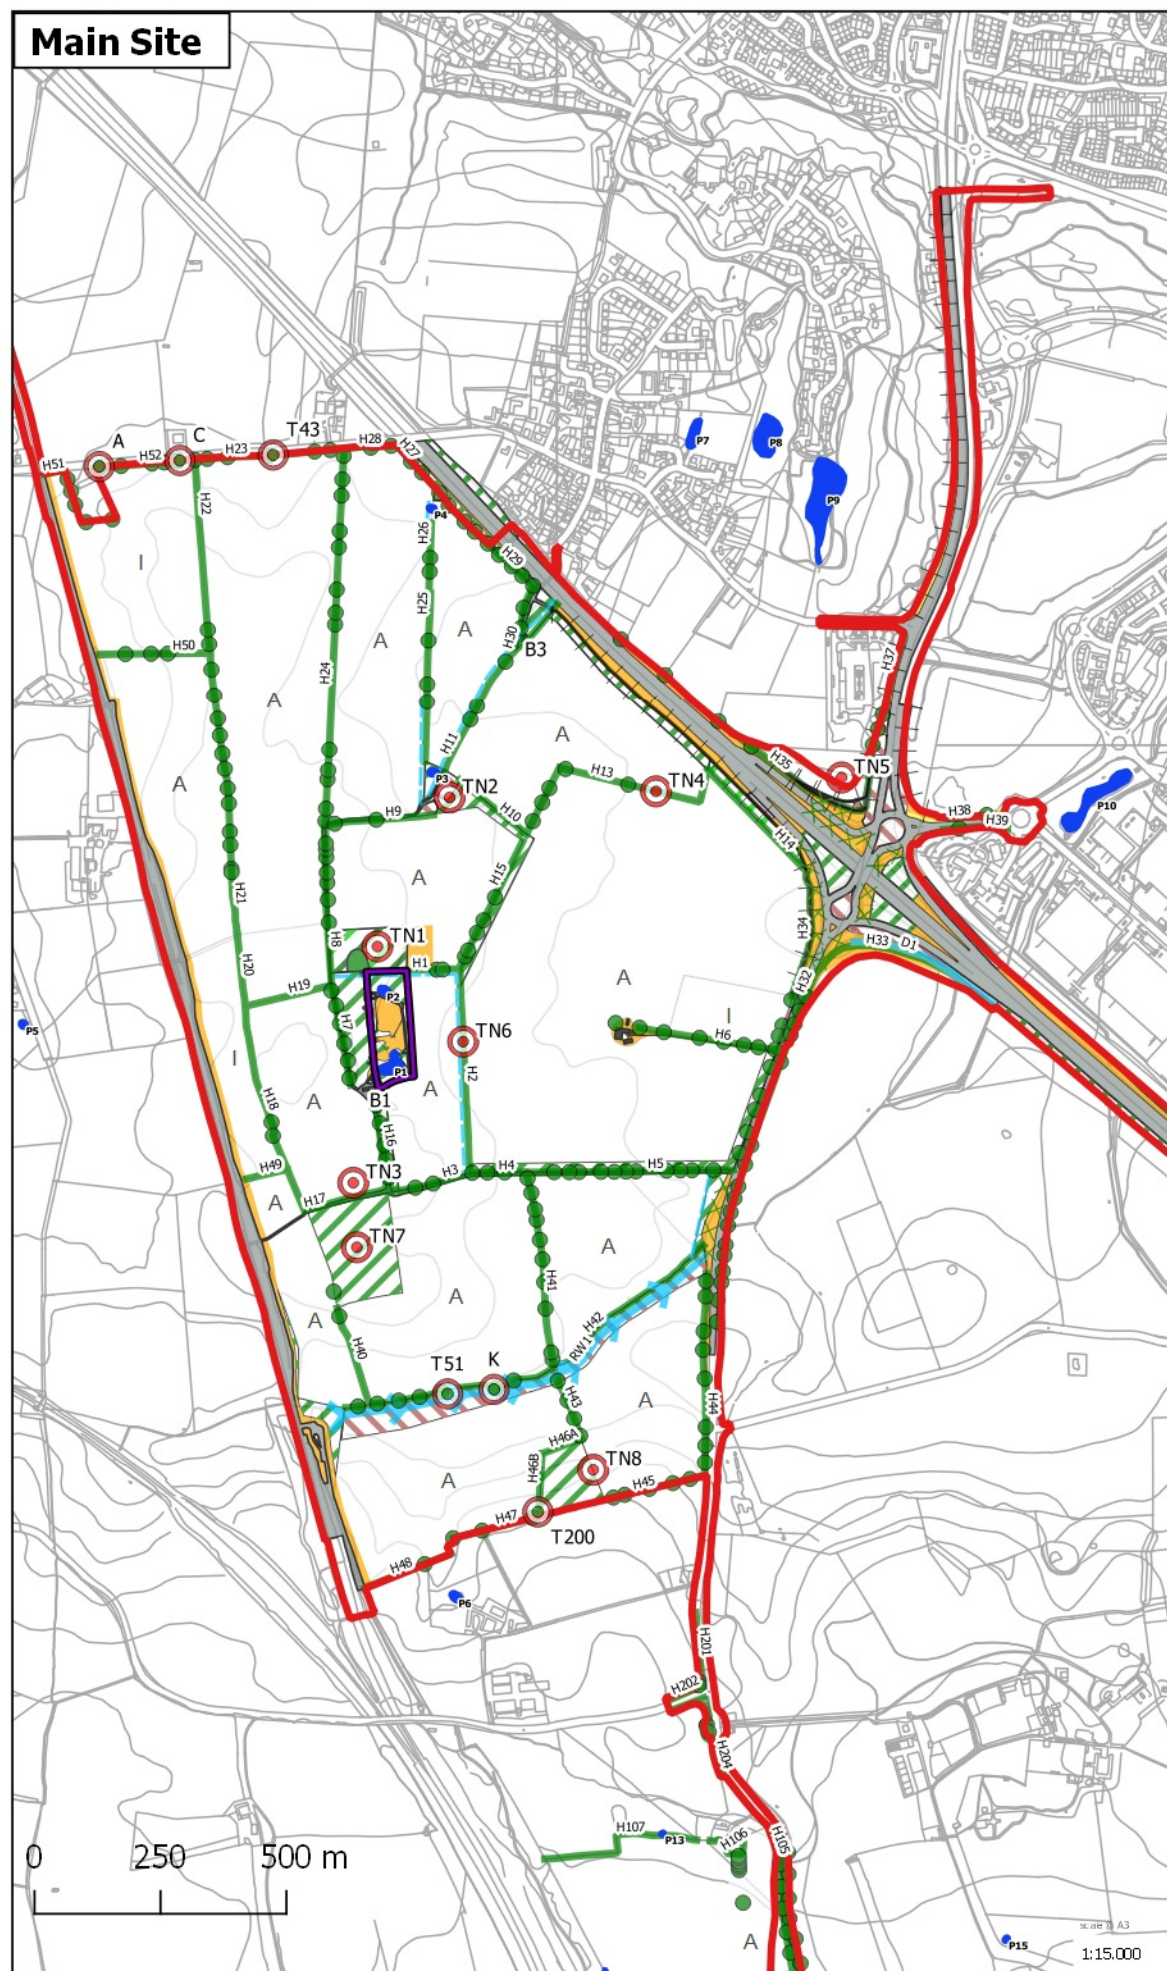 Main Site
A
C
T43
H51
H52
H23
H28
H27
H22
P4
H26
H29
P7
P8
P9
I
H50
H24
A
H25
A
H30
B3
H37
A
A
A
H11
H13
H35
TN5
P3
TN2
TN4
P10
H9
H10
H38
H39
H14
H21
A
H15
TN1
H8
H1
H34
H33
D1
H20
H19
A
H32
P2
P5
H7
TN6
I
H6
I
H2
P1
H18
A
B1
A
H16
H49
TN3
H3
H4
H5
H17
A
TN7
A
H41
A
A
H42
RW1
H40
T51
K
H43
H44
A
H46A
H46B
TN8
A
H45
H47
T200
H48
P6
H201
H202
H204
H107
P13
H106
H105
0
250
500 m
A
P15
scale @ A3
1:15.000